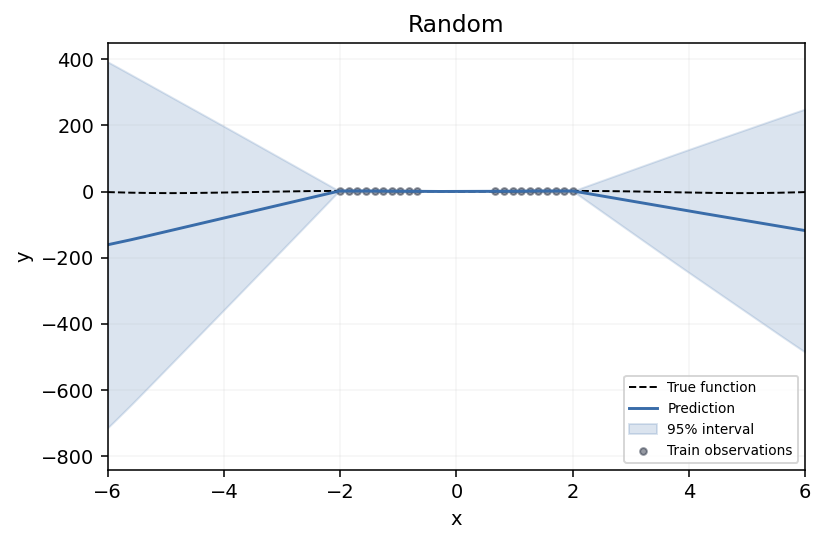 Random
400
200
0
−200
−400
−600
−800
y
−6
−4
−2
0
2
4
6
x
True function
Prediction
95% interval
Train observations